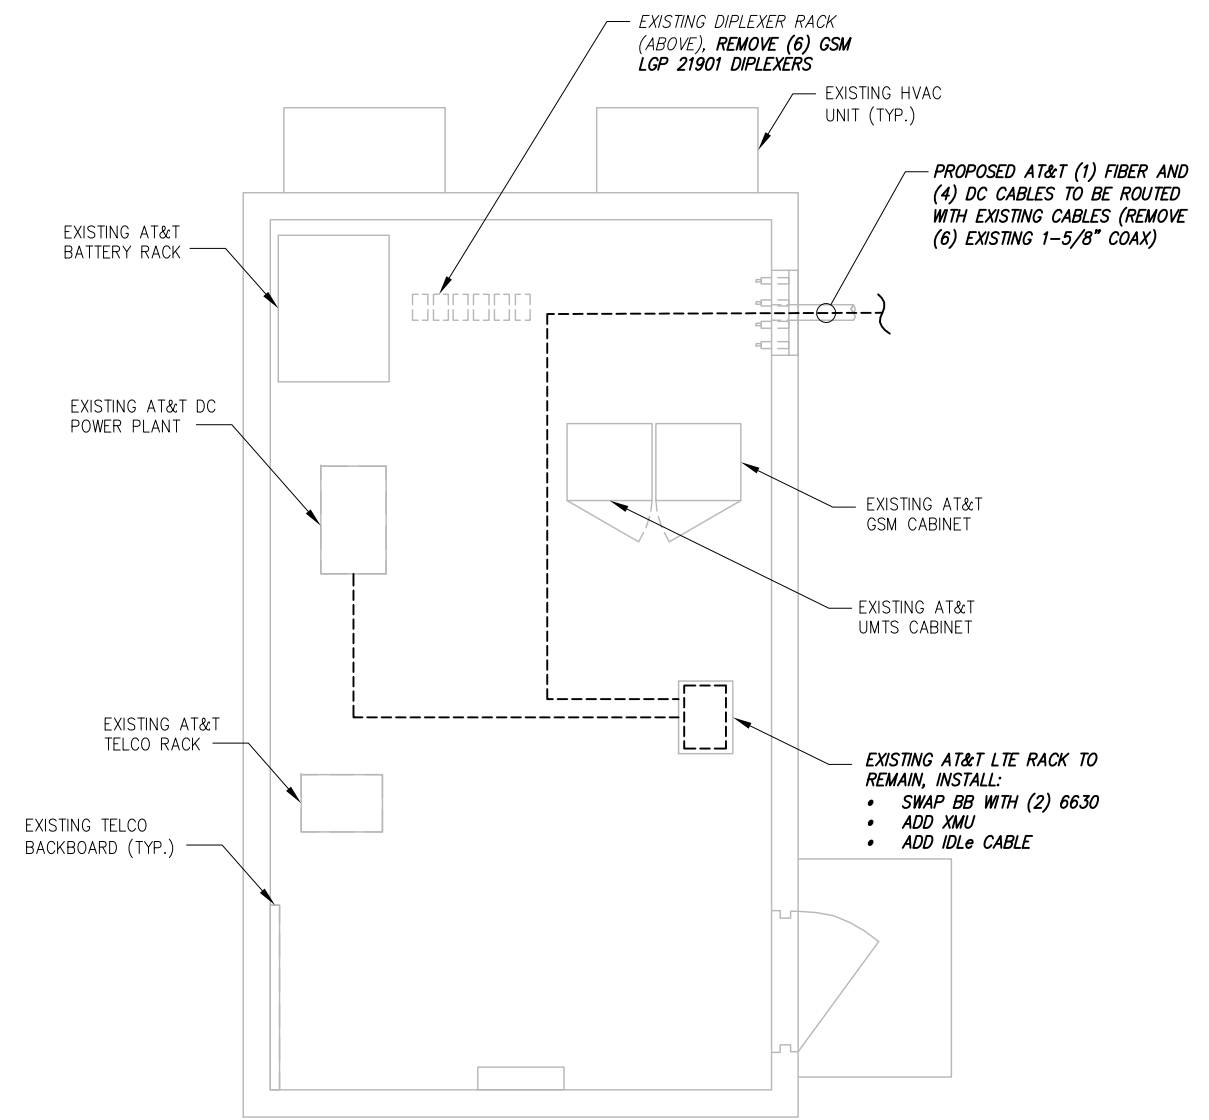 EXISTING DIPLEXER RACK
(ABOVE), REMOVE (6) GSM
LGP 21901 DIPLEXERS
EXISTING HVAC
UNIT (TYP.)
PROPOSED AT&T (1) FIBER AND
(4) DC CABLES TO BE ROUTED
WITH EXISTING CABLES (REMOVE
(6) EXISTING 1-5/8" COAX)
EXISTING AT&T
BATTERY RACK
EXISTING AT&T DC
POWER PLANT
EXISTING AT&T
GSM CABINET
EXISTING AT&T
UMTS CABINET
EXISTING AT&T
TELCO RACK
EXISTING AT&T LTE RACK TO
REMAIN, INSTALL:
• SWAP BB WITH (2) 6630
• ADD XMU
• ADD IDLe CABLE
EXISTING TELCO
BACKBOARD (TYP.)